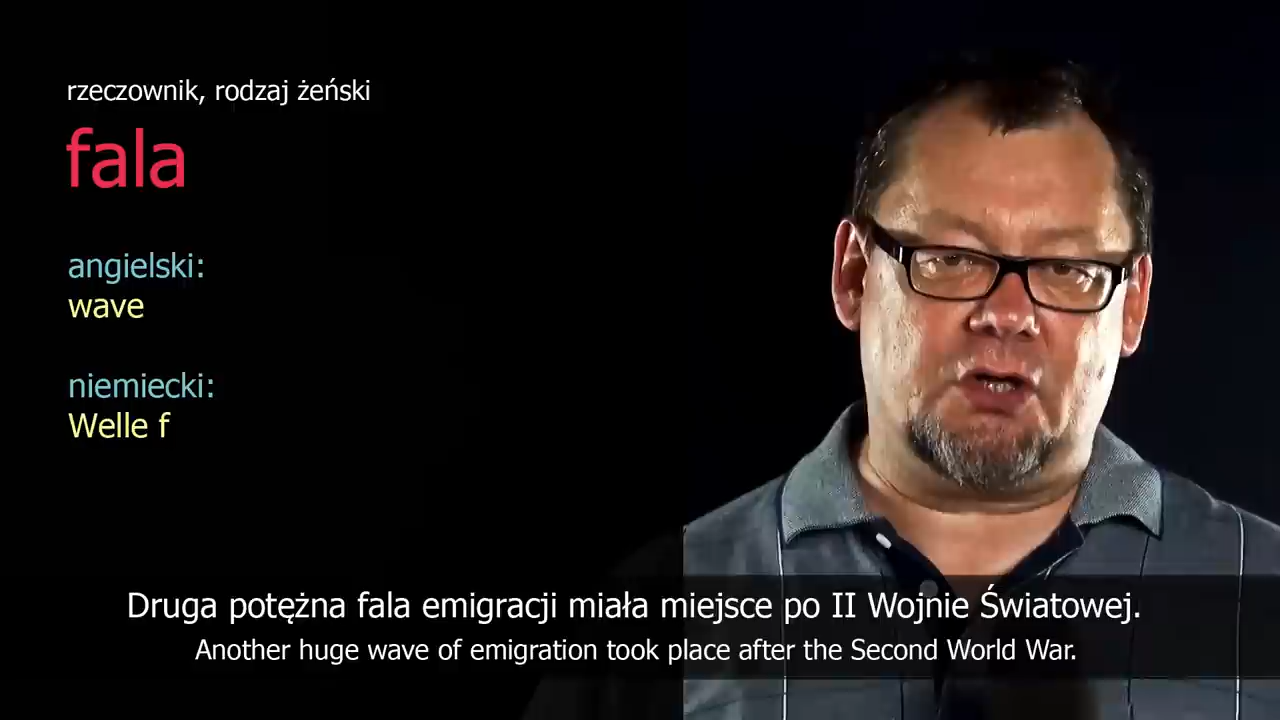 rzeczownik, rodzaj żeński
fala
angielski:
wave
niemiecki:
Welle f
Druga potężna fala emigracji miała miejsce po II Wojnie Światowej.
Another huge wave of emigration took place after the Second World War.